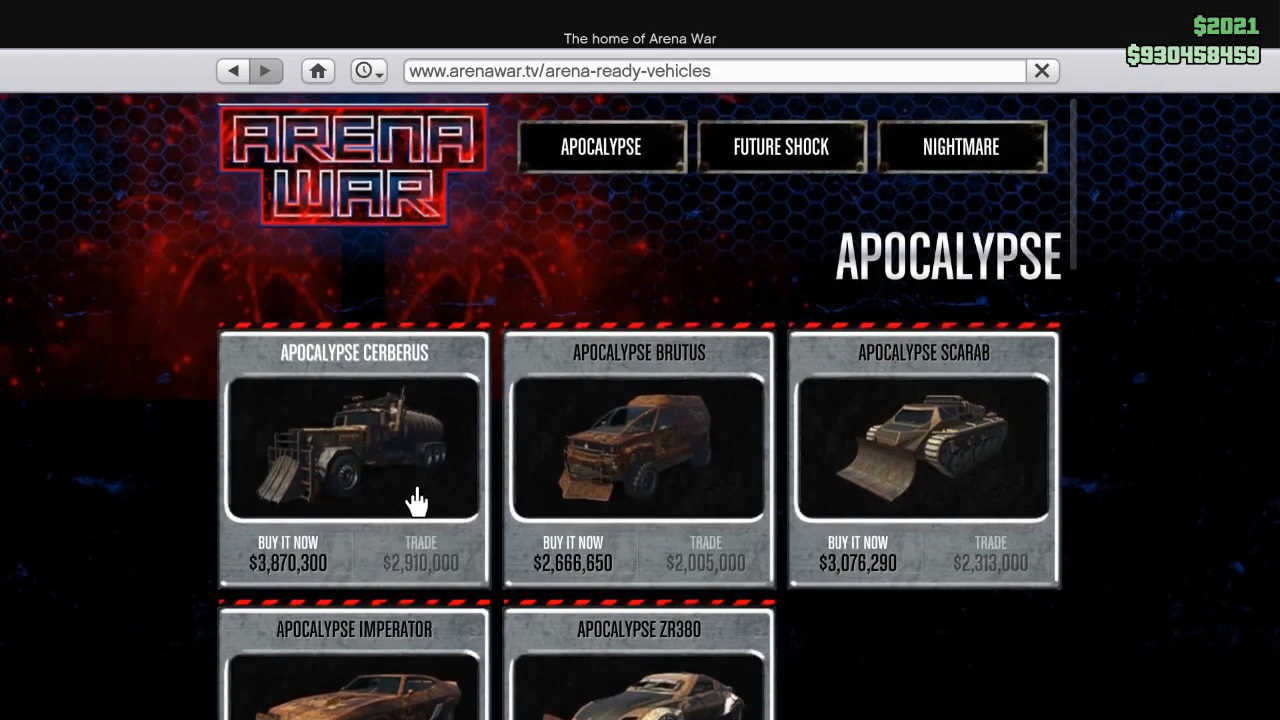 The home of Arena War
$2021
$930458459
www.arenawar.tv/arena-ready-vehicles
ARENA
WAR
APOCALYPSE
FUTURE SHOCK
NIGHTMARE
APOCALYPSE
APOCALYPSE CERBERUS
BUY IT NOW
$3,870,300
TRADE
$2,910,000
APOCALYPSE BRUTUS
BUY IT NOW
$2,666,650
TRADE
$2,005,000
APOCALYPSE SCARAB
BUY IT NOW
$3,076,290
TRADE
$2,313,000
APOCALYPSE IMPERATOR
APOCALYPSE ZR380